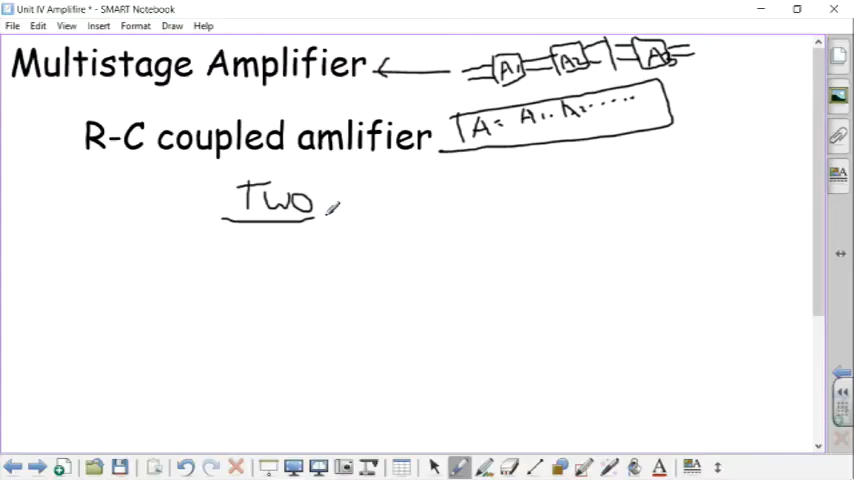 Unit IV Amplifire * - SMART Notebook
File Edit View Insert Format Draw Help
Multistage Amplifier
A1 A2 A3
R-C coupled amlifier
A = A1. A2.....
TWO